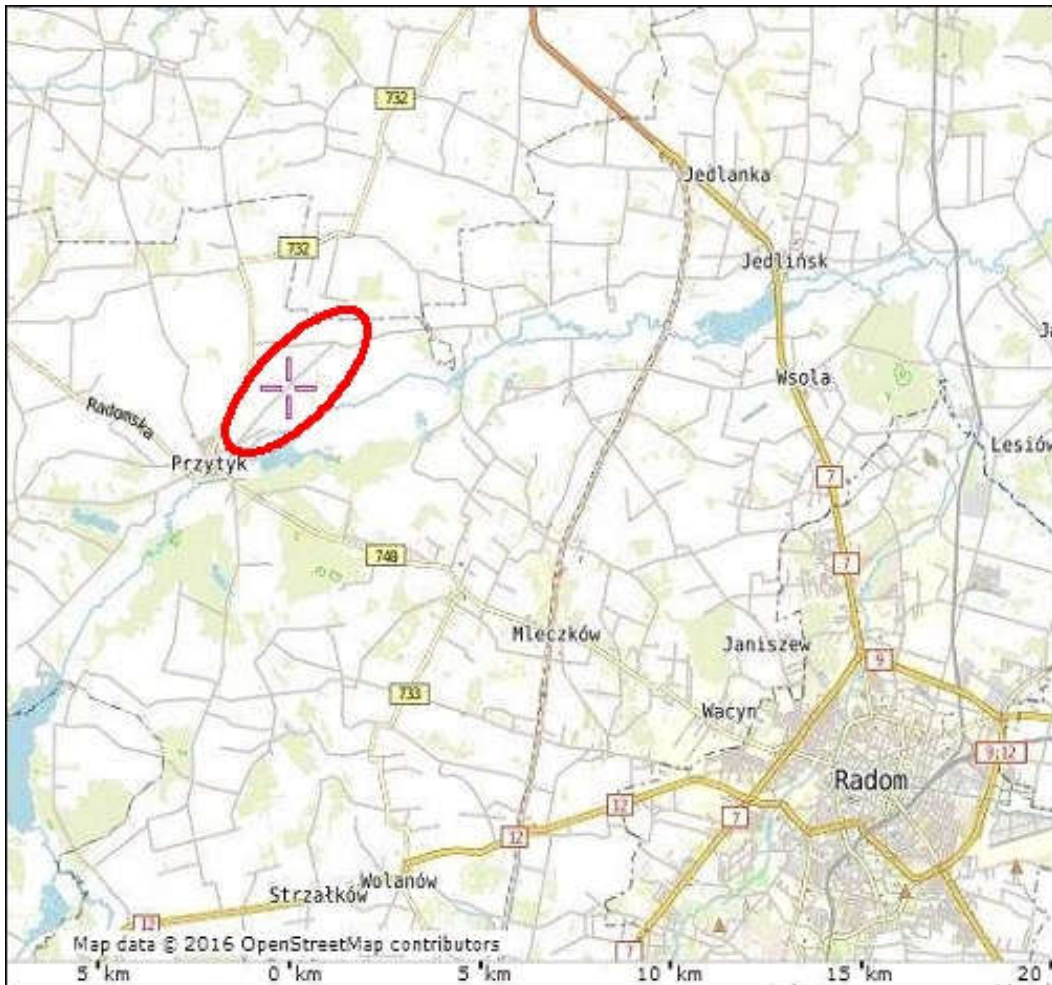 732
Jedlanka
732
Jedlińsk
Wsola
Radomska
Przytyk
Lesiów
7
748
7
Mleczków
Janiszew
9
733
Wacyn
9;12
Radom
12
7
12
Wolanów
Strzałków
12
7
Map data © 2016 OpenStreetMap contributors
5 km 0 km 5 km 10 km 15 km 20